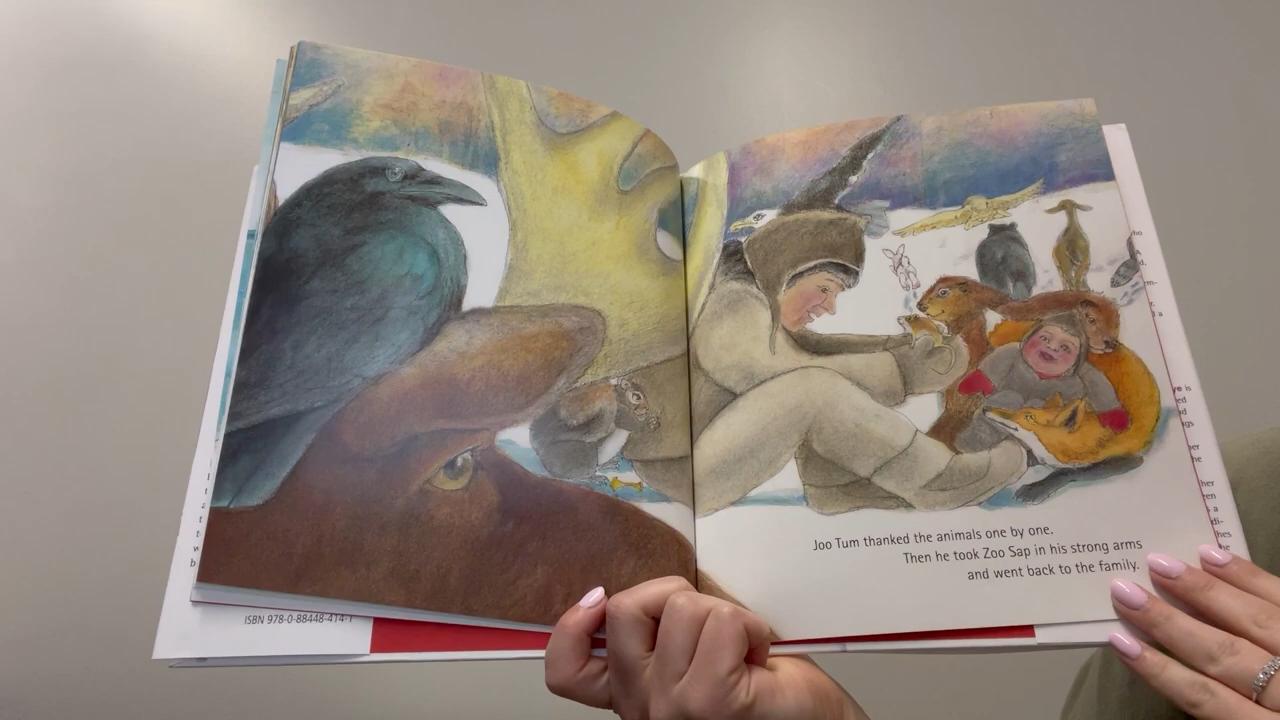 Joo Tum thanked the animals one by one.
Then he took Zoo Sap in his strong arms
and went back to the family.
ISBN 978-0-88448-414-1